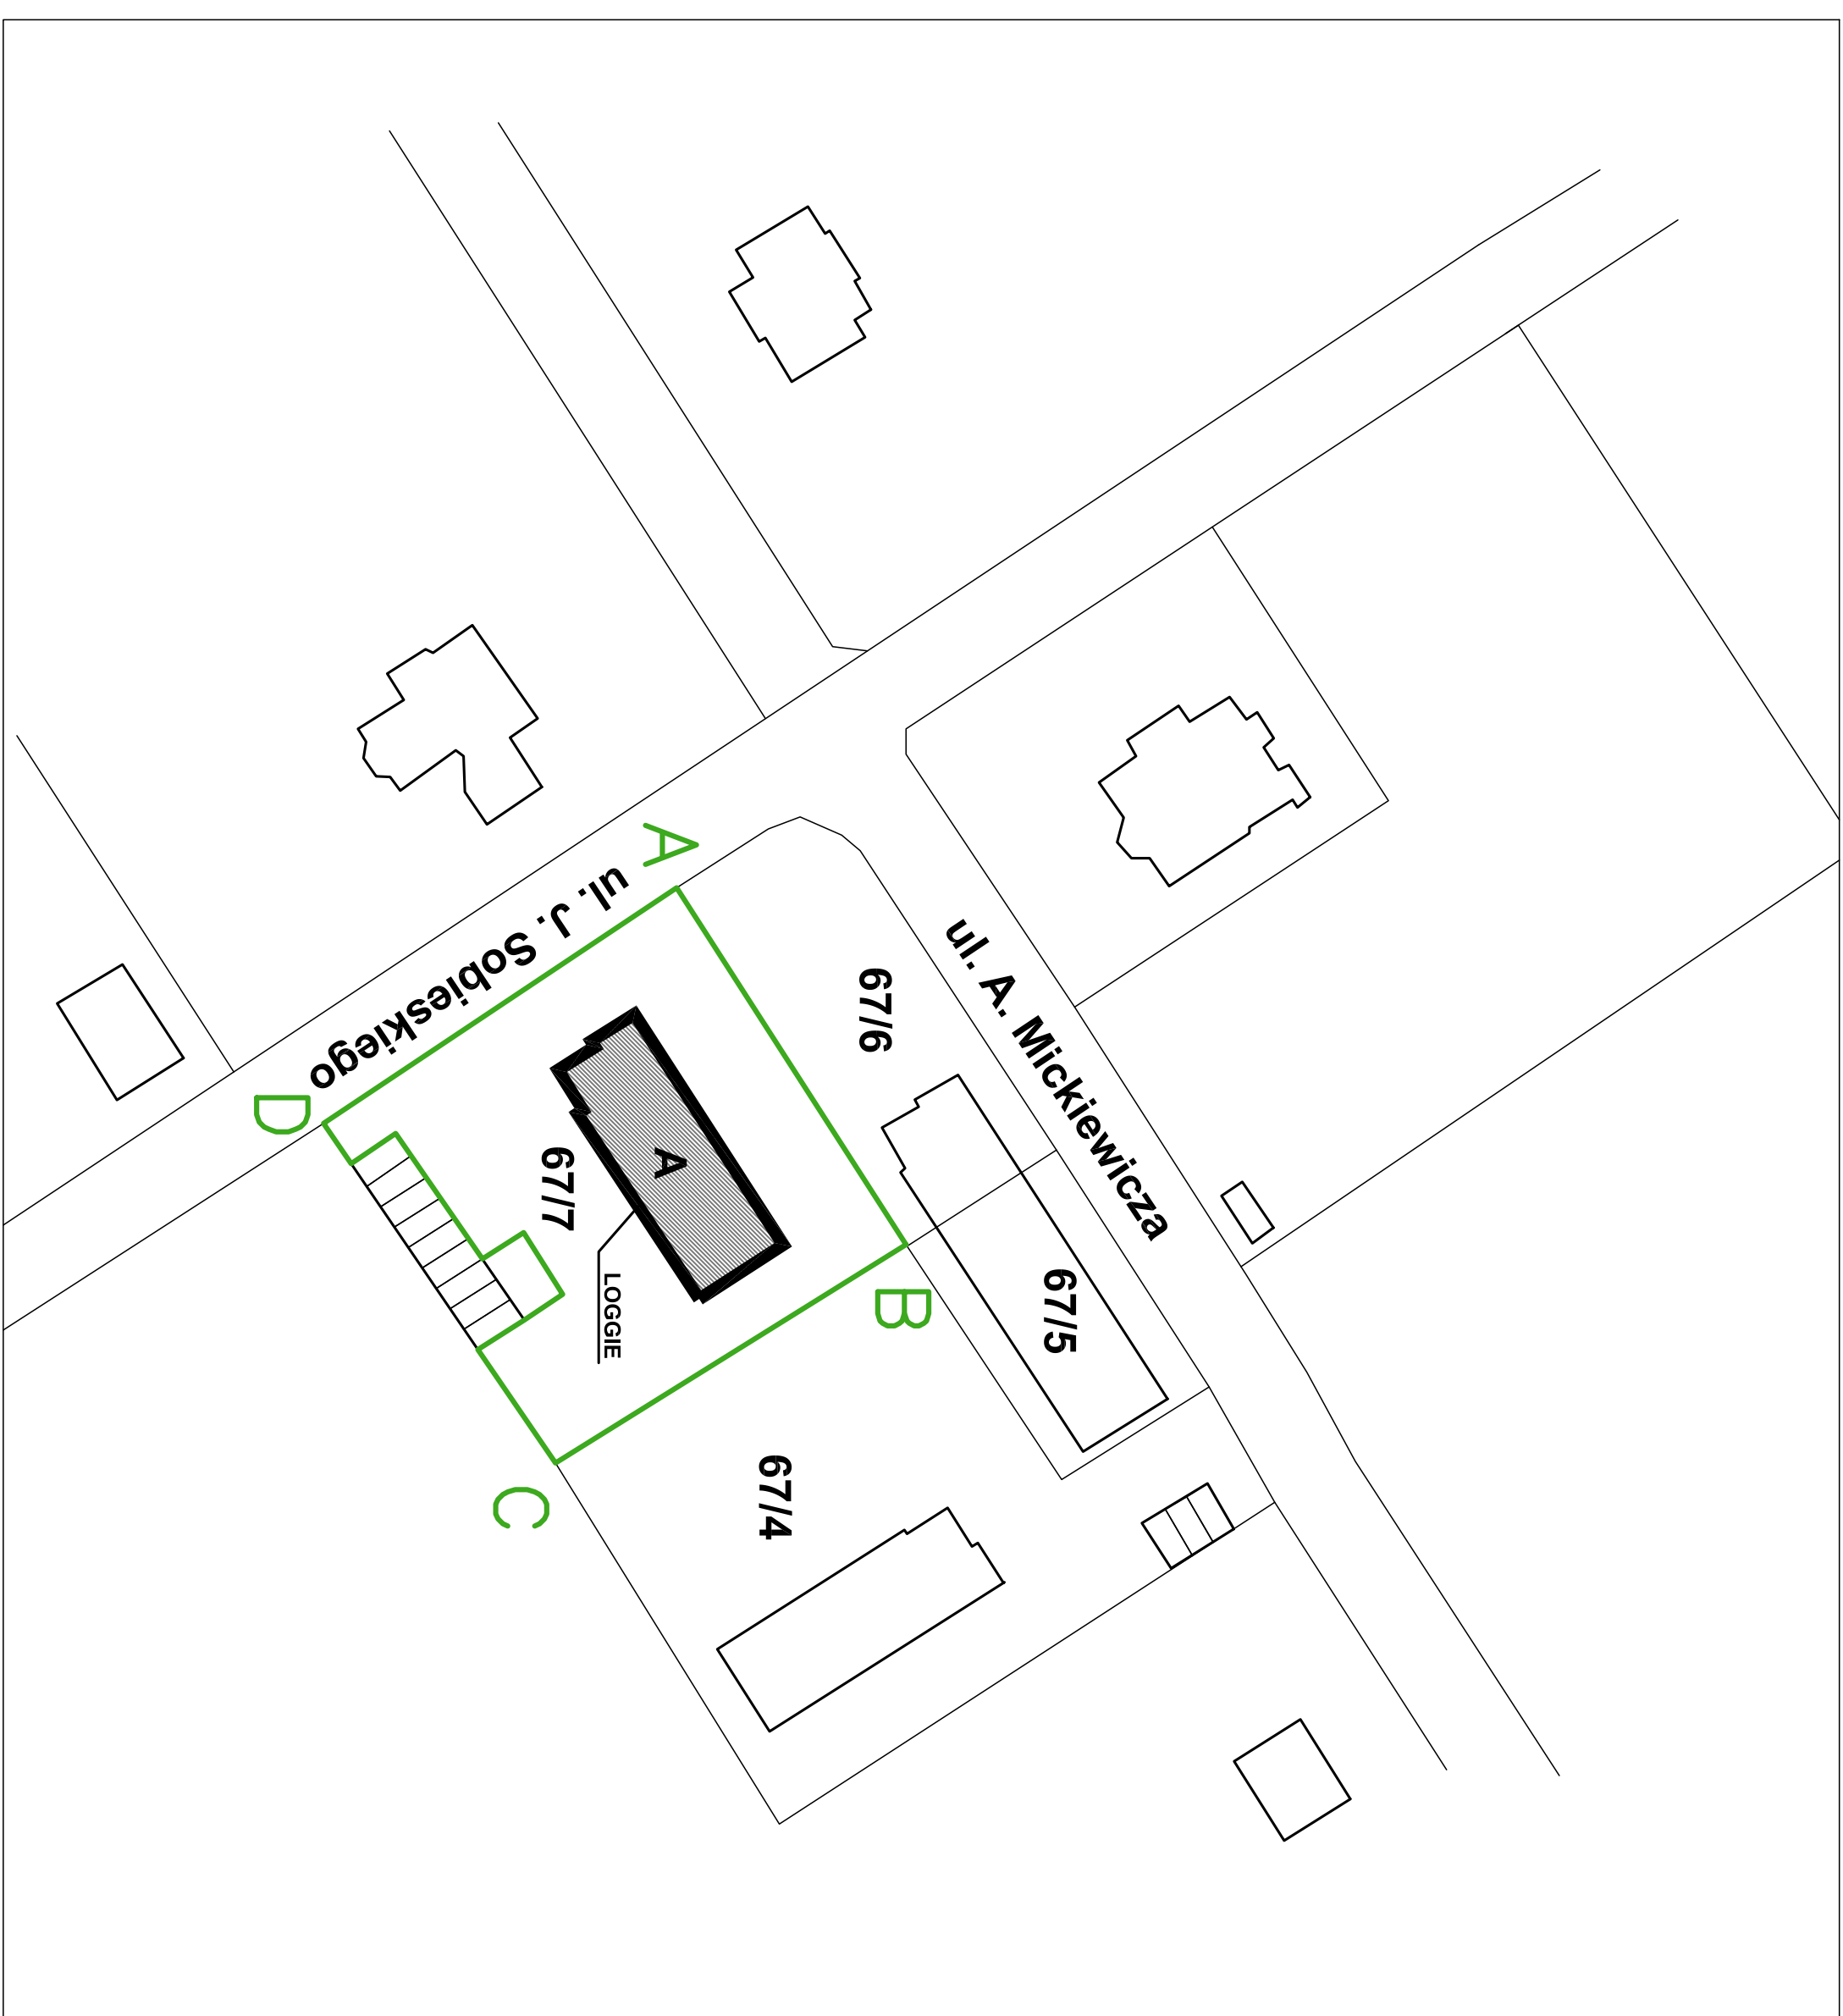 A
ul. J. Sobieskiego
D
67/6
ul. A. Mickiewicza
A
67/7
LOGGIE
B
67/5
67/4
C